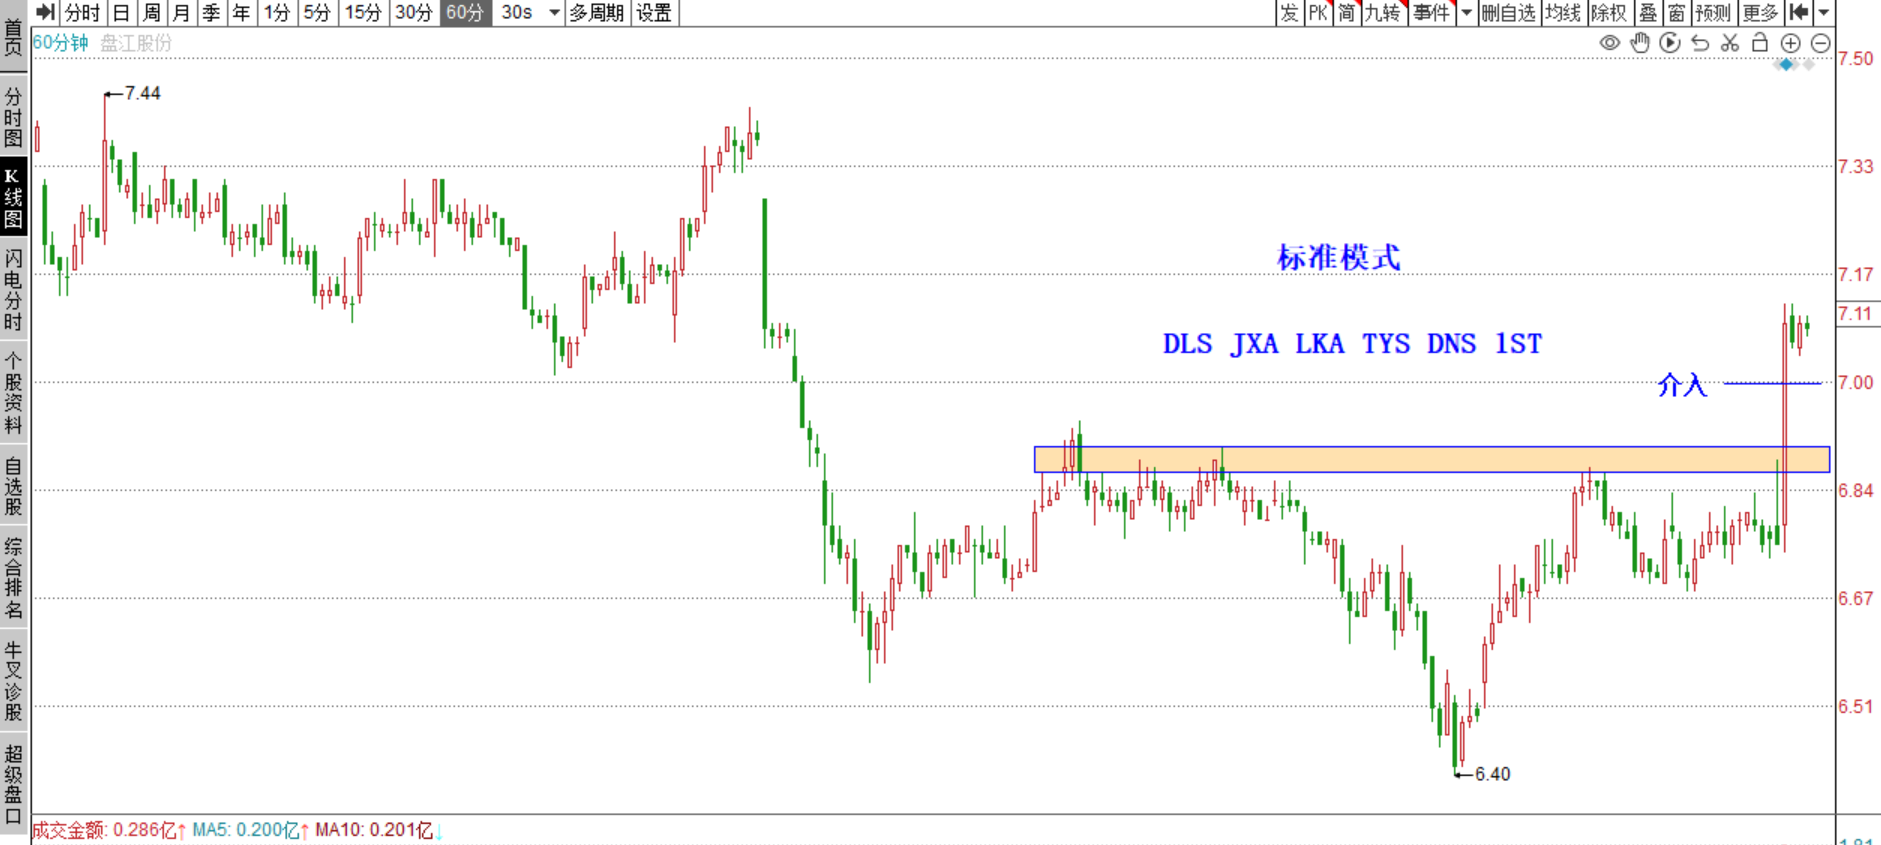 分时 日 周 月 季 年 1分 5分 15分 30分 60分 30s 多周期 设置 发 PK 简 九转 事件 删自选 均线 除权 叠 窗 预测 更多
60分钟 盘江股份
首页
分时图
K线图
闪电分时
个股资料
自选股
综合排名
牛叉诊股
超级盘口
7.50
←7.44
7.33
标准模式
7.17
7.11
DLS JXA LKA TYS DNS 1ST
介入
7.00
6.84
6.67
6.51
←6.40
成交金额: 0.286亿↑ MA5: 0.200亿↑ MA10: 0.201亿↓